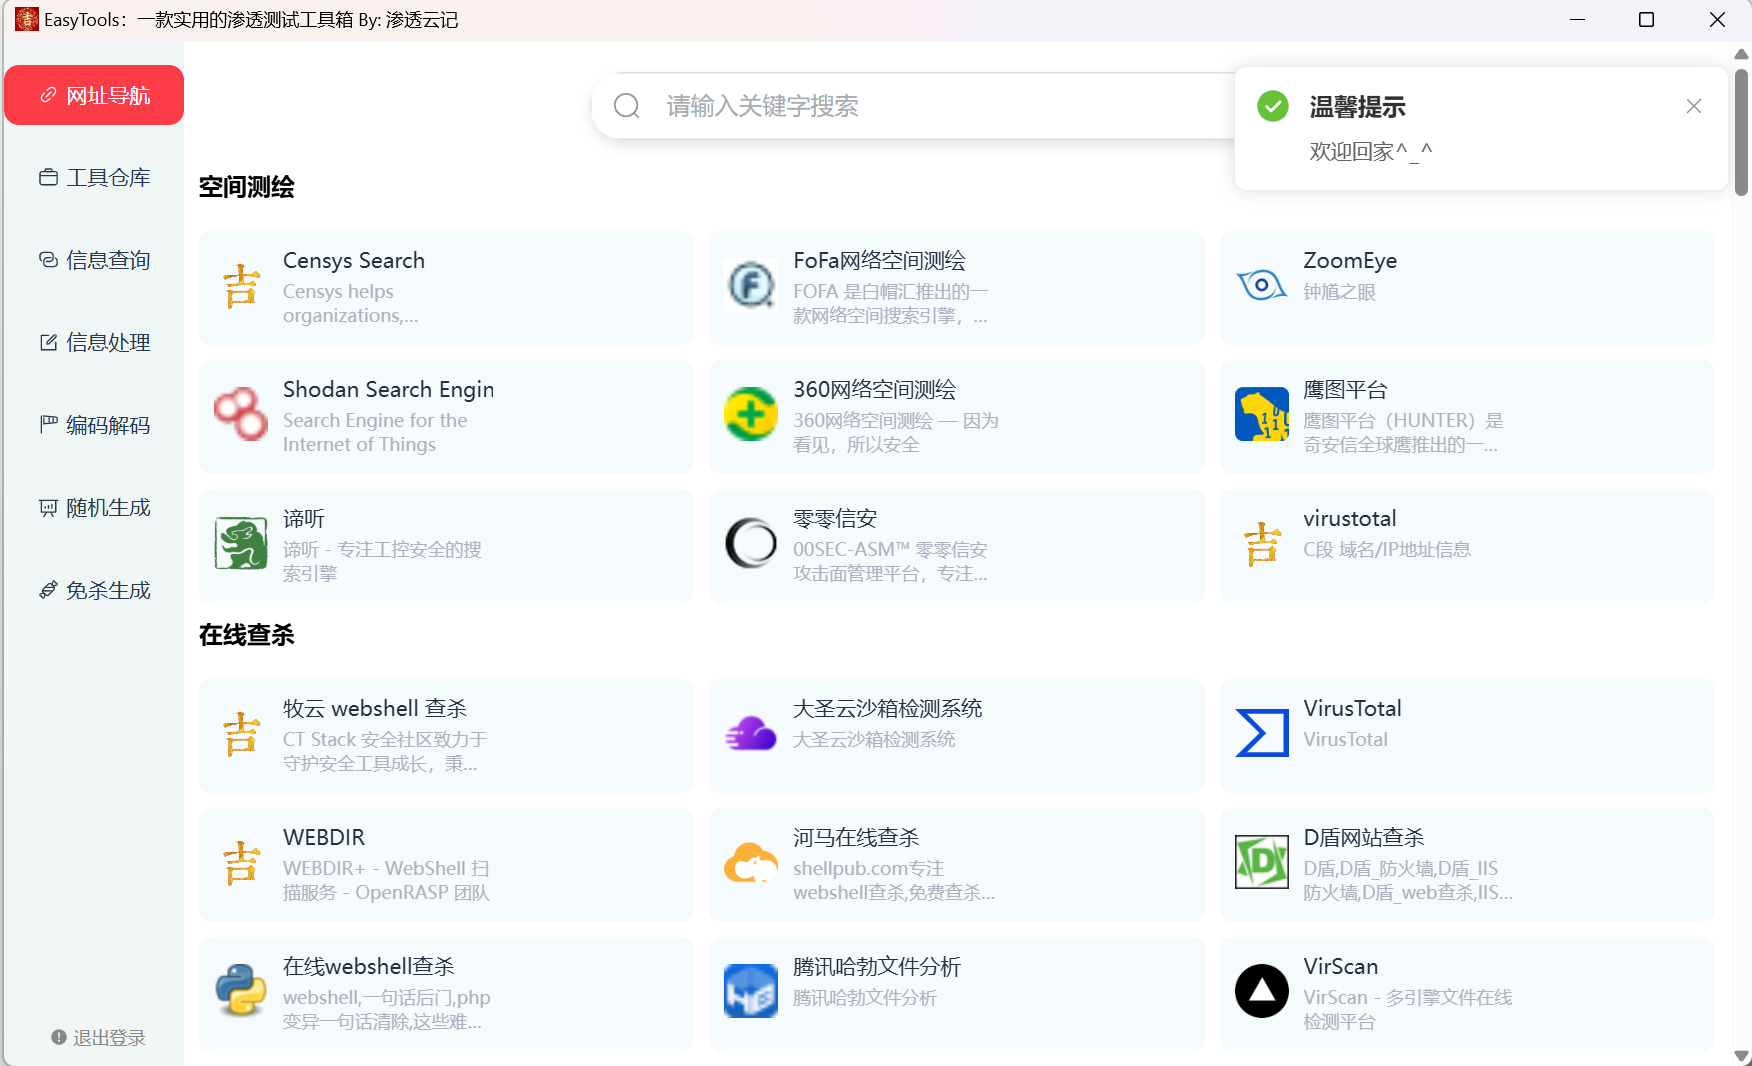 EasyTools：一款实用的渗透测试工具箱 By: 渗透云记
网址导航
工具仓库
信息查询
信息处理
编码解码
随机生成
免杀生成
退出登录
请输入关键字搜索
温馨提示
欢迎回家^_^
空间测绘
Censys Search
Censys helps
organizations,...
FoFa网络空间测绘
FOFA 是白帽汇推出的一
款网络空间搜索引擎，...
ZoomEye
钟馗之眼
Shodan Search Engin
Search Engine for the
Internet of Things
360网络空间测绘
360网络空间测绘 — 因为
看见，所以安全
鹰图平台
鹰图平台（HUNTER）是
奇安信全球鹰推出的一...
谛听
谛听 - 专注工控安全的搜
索引擎
零零信安
00SEC-ASM™ 零零信安
攻击面管理平台，专注...
virustotal
C段 域名/IP地址信息
在线查杀
牧云 webshell 查杀
CT Stack 安全社区致力于
守护安全工具成长，秉...
大圣云沙箱检测系统
大圣云沙箱检测系统
VirusTotal
VirusTotal
WEBDIR
WEBDIR+ - WebShell 扫
描服务 - OpenRASP 团队
河马在线查杀
shellpub.com专注
webshell查杀,免费查杀...
D盾网站查杀
D盾,D盾_防火墙,D盾_IIS
防火墙,D盾_web查杀,IIS...
在线webshell查杀
webshell,一句话后门,php
变异一句话清除,这些难...
腾讯哈勃文件分析
腾讯哈勃文件分析
VirScan
VirScan - 多引擎文件在线
检测平台